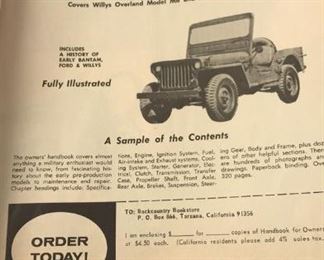 Covers Willys Overland Model MB and
INCLUDES
A HISTORY OF
EARLY BANTAM,
FORD & WILLYS
Fully Illustrated
A Sample of the Contents
The owners' handbook covers almost
anything a military enthusiast would
need to know, from fascinating his-
tory about the early pre-production
models to maintenance and repair.
Chapter headings include: Specifica-
tions, Engine, Ignition System, Fuel,
Air-intake and Exhaust systems, Cool-
ing System, Starter, Generator, Elec-
trical, Clutch, Transmission, Transfer
Case, Propeller Shaft, Front Axle,
Rear Axle, Brakes, Suspension, Steer-
ing Gear, Body and Frame, plus dozens
of other helpful sections. There
are hundreds of photographs and
drawings. Paperback binding. Over
320 pages.
ORDER
TODAY!
TO: Backcountry Bookstore
P. O. Box 866, Tarzana, California 91356
I am enclosing $ for copies of Handbook for Owners
at $4.50 each. (California residents please add 4% sales tax.